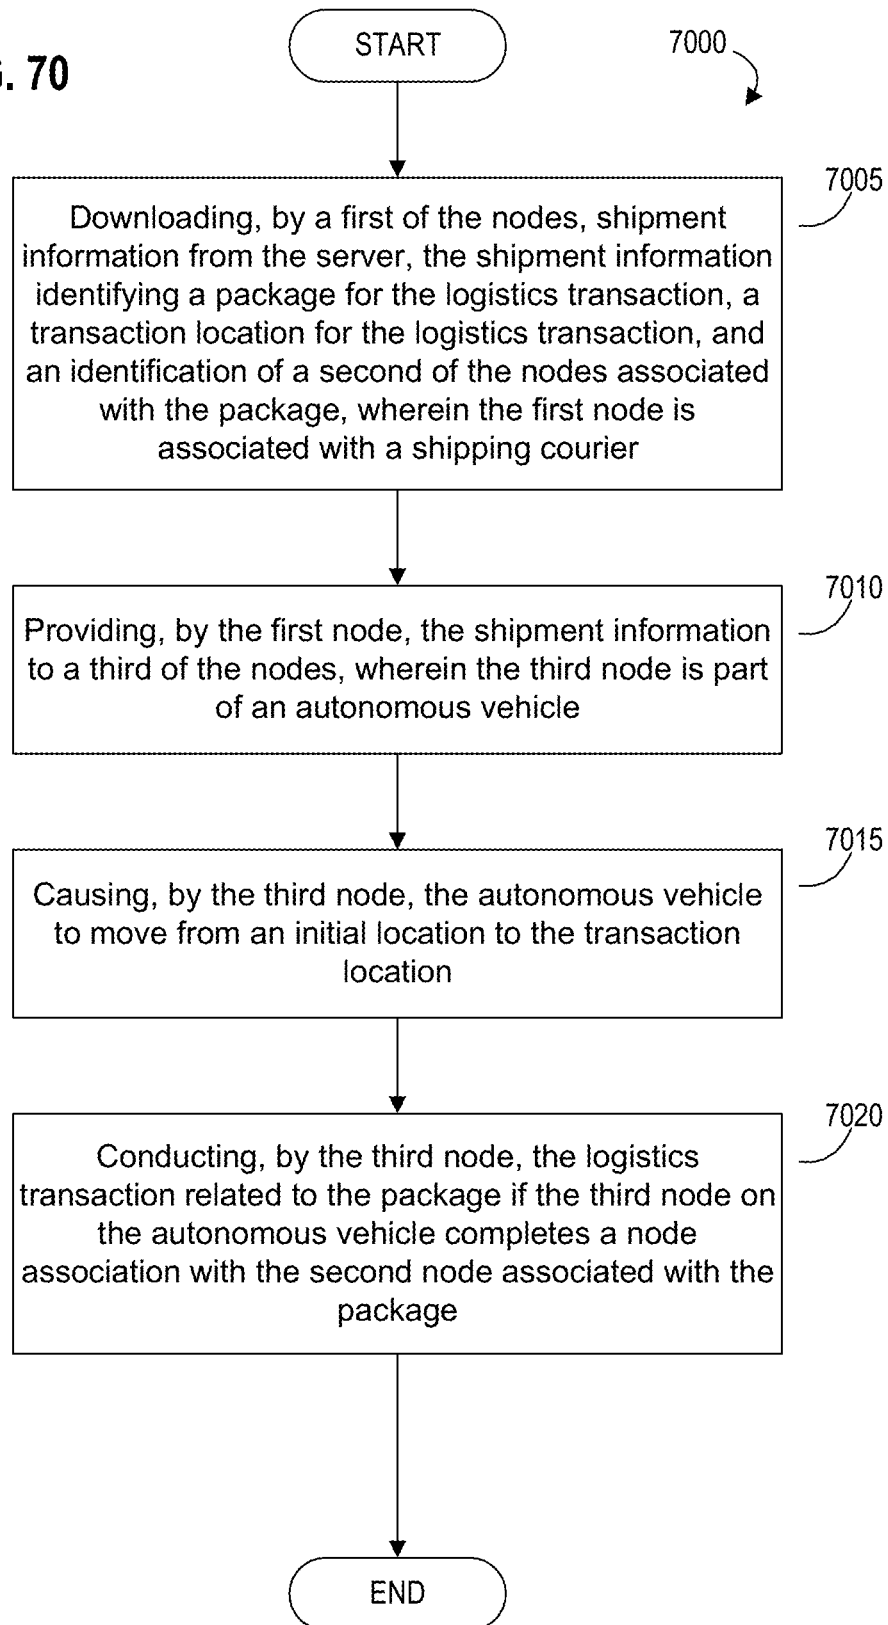 START
7000
. 70
7005
Downloading, by a first of the nodes, shipment
information from the server, the shipment information
identifying a package for the logistics transaction, a
transaction location for the logistics transaction, and
an identification of a second of the nodes associated
with the package, wherein the first node is
associated with a shipping courier
7010
Providing, by the first node, the shipment information
to a third of the nodes, wherein the third node is part
of an autonomous vehicle
7015
Causing, by the third node, the autonomous vehicle
to move from an initial location to the transaction
location
7020
Conducting, by the third node, the logistics
transaction related to the package if the third node on
the autonomous vehicle completes a node
association with the second node associated with the
package
END